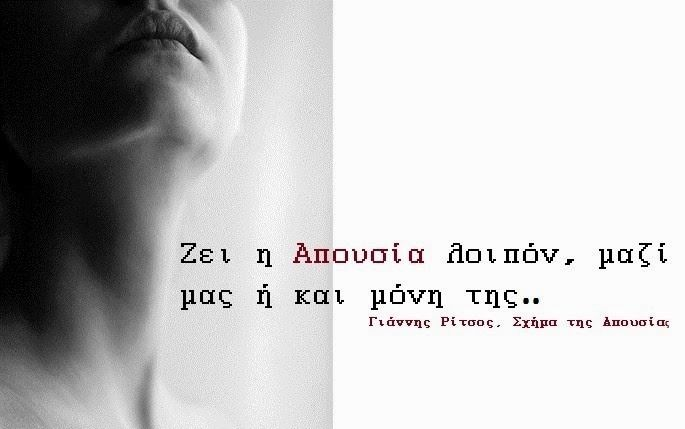 Ζει η Απουσία λοιπόν, μαζί
μας ή και μόνη της..
Γιάννης Ρίτσος, Σχήμα της Απουσίας